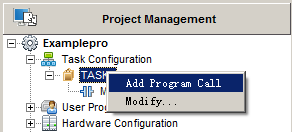 Project Management
Examplepro
Task Configuration
TASK
Add Program Call
M
Modify...
User Pro
Hardware Configuration